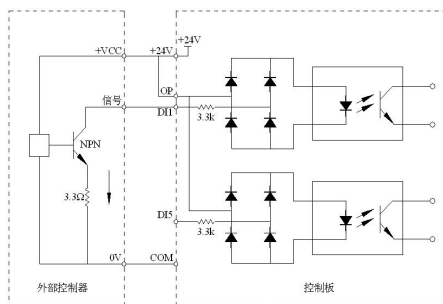 +24V
+VCC
+24V
OP
信号
DI1
3.3k
NPN
3.3Ω
DI5
3.3k
0V
COM
外部控制器
控制板